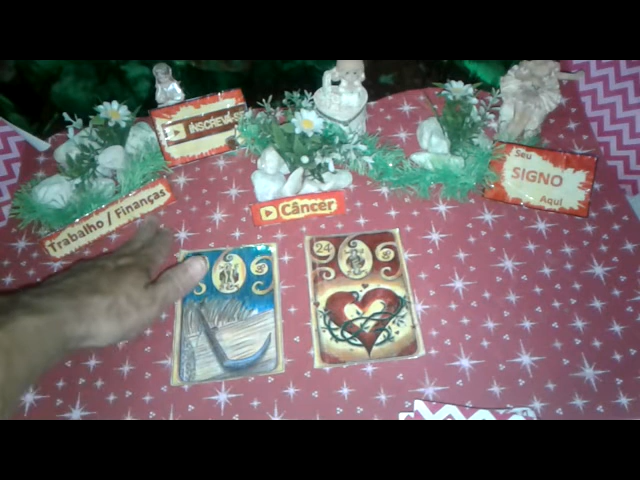 INSCREVA-SE
Trabalho / Finanças
Câncer
Seu
SIGNO
Aqui
24